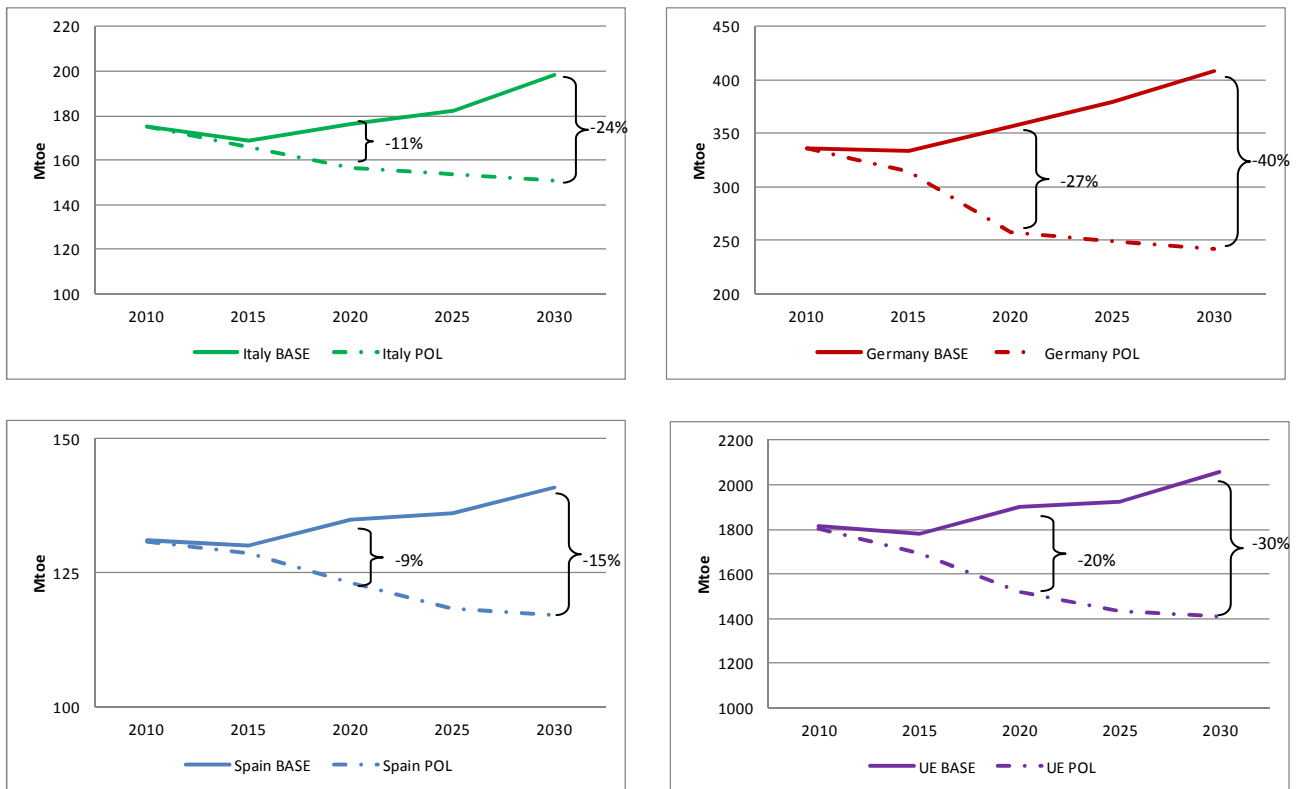 220
200
180
160
140
120
100
Mtoe
-11%
-24%
2010 2015 2020 2025 2030
Italy BASE Italy POL
450
400
350
300
250
200
Mtoe
-27%
-40%
2010 2015 2020 2025 2030
Germany BASE Germany POL
150
125
100
Mtoe
-9%
-15%
2010 2015 2020 2025 2030
Spain BASE Spain POL
2200
2000
1800
1600
1400
1200
1000
Mtoe
-20%
-30%
2010 2015 2020 2025 2030
UE BASE UE POL